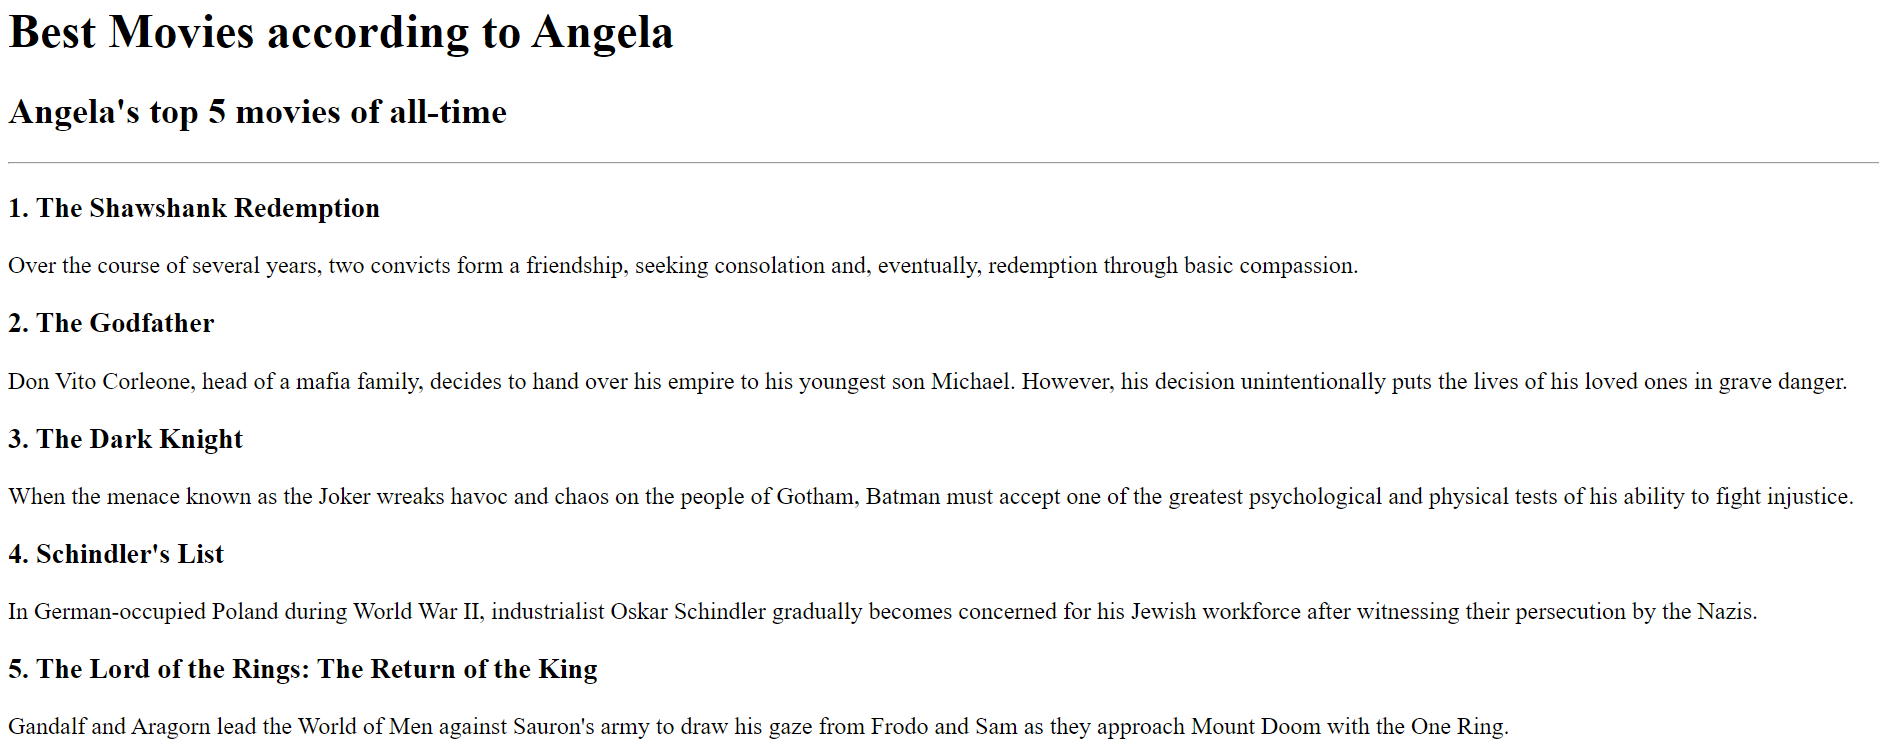 Best Movies according to Angela
Angela's top 5 movies of all-time
1. The Shawshank Redemption
Over the course of several years, two convicts form a friendship, seeking consolation and, eventually, redemption through basic compassion.
2. The Godfather
Don Vito Corleone, head of a mafia family, decides to hand over his empire to his youngest son Michael. However, his decision unintentionally puts the lives of his loved ones in grave danger.
3. The Dark Knight
When the menace known as the Joker wreaks havoc and chaos on the people of Gotham, Batman must accept one of the greatest psychological and physical tests of his ability to fight injustice.
4. Schindler's List
In German-occupied Poland during World War II, industrialist Oskar Schindler gradually becomes concerned for his Jewish workforce after witnessing their persecution by the Nazis.
5. The Lord of the Rings: The Return of the King
Gandalf and Aragorn lead the World of Men against Sauron's army to draw his gaze from Frodo and Sam as they approach Mount Doom with the One Ring.